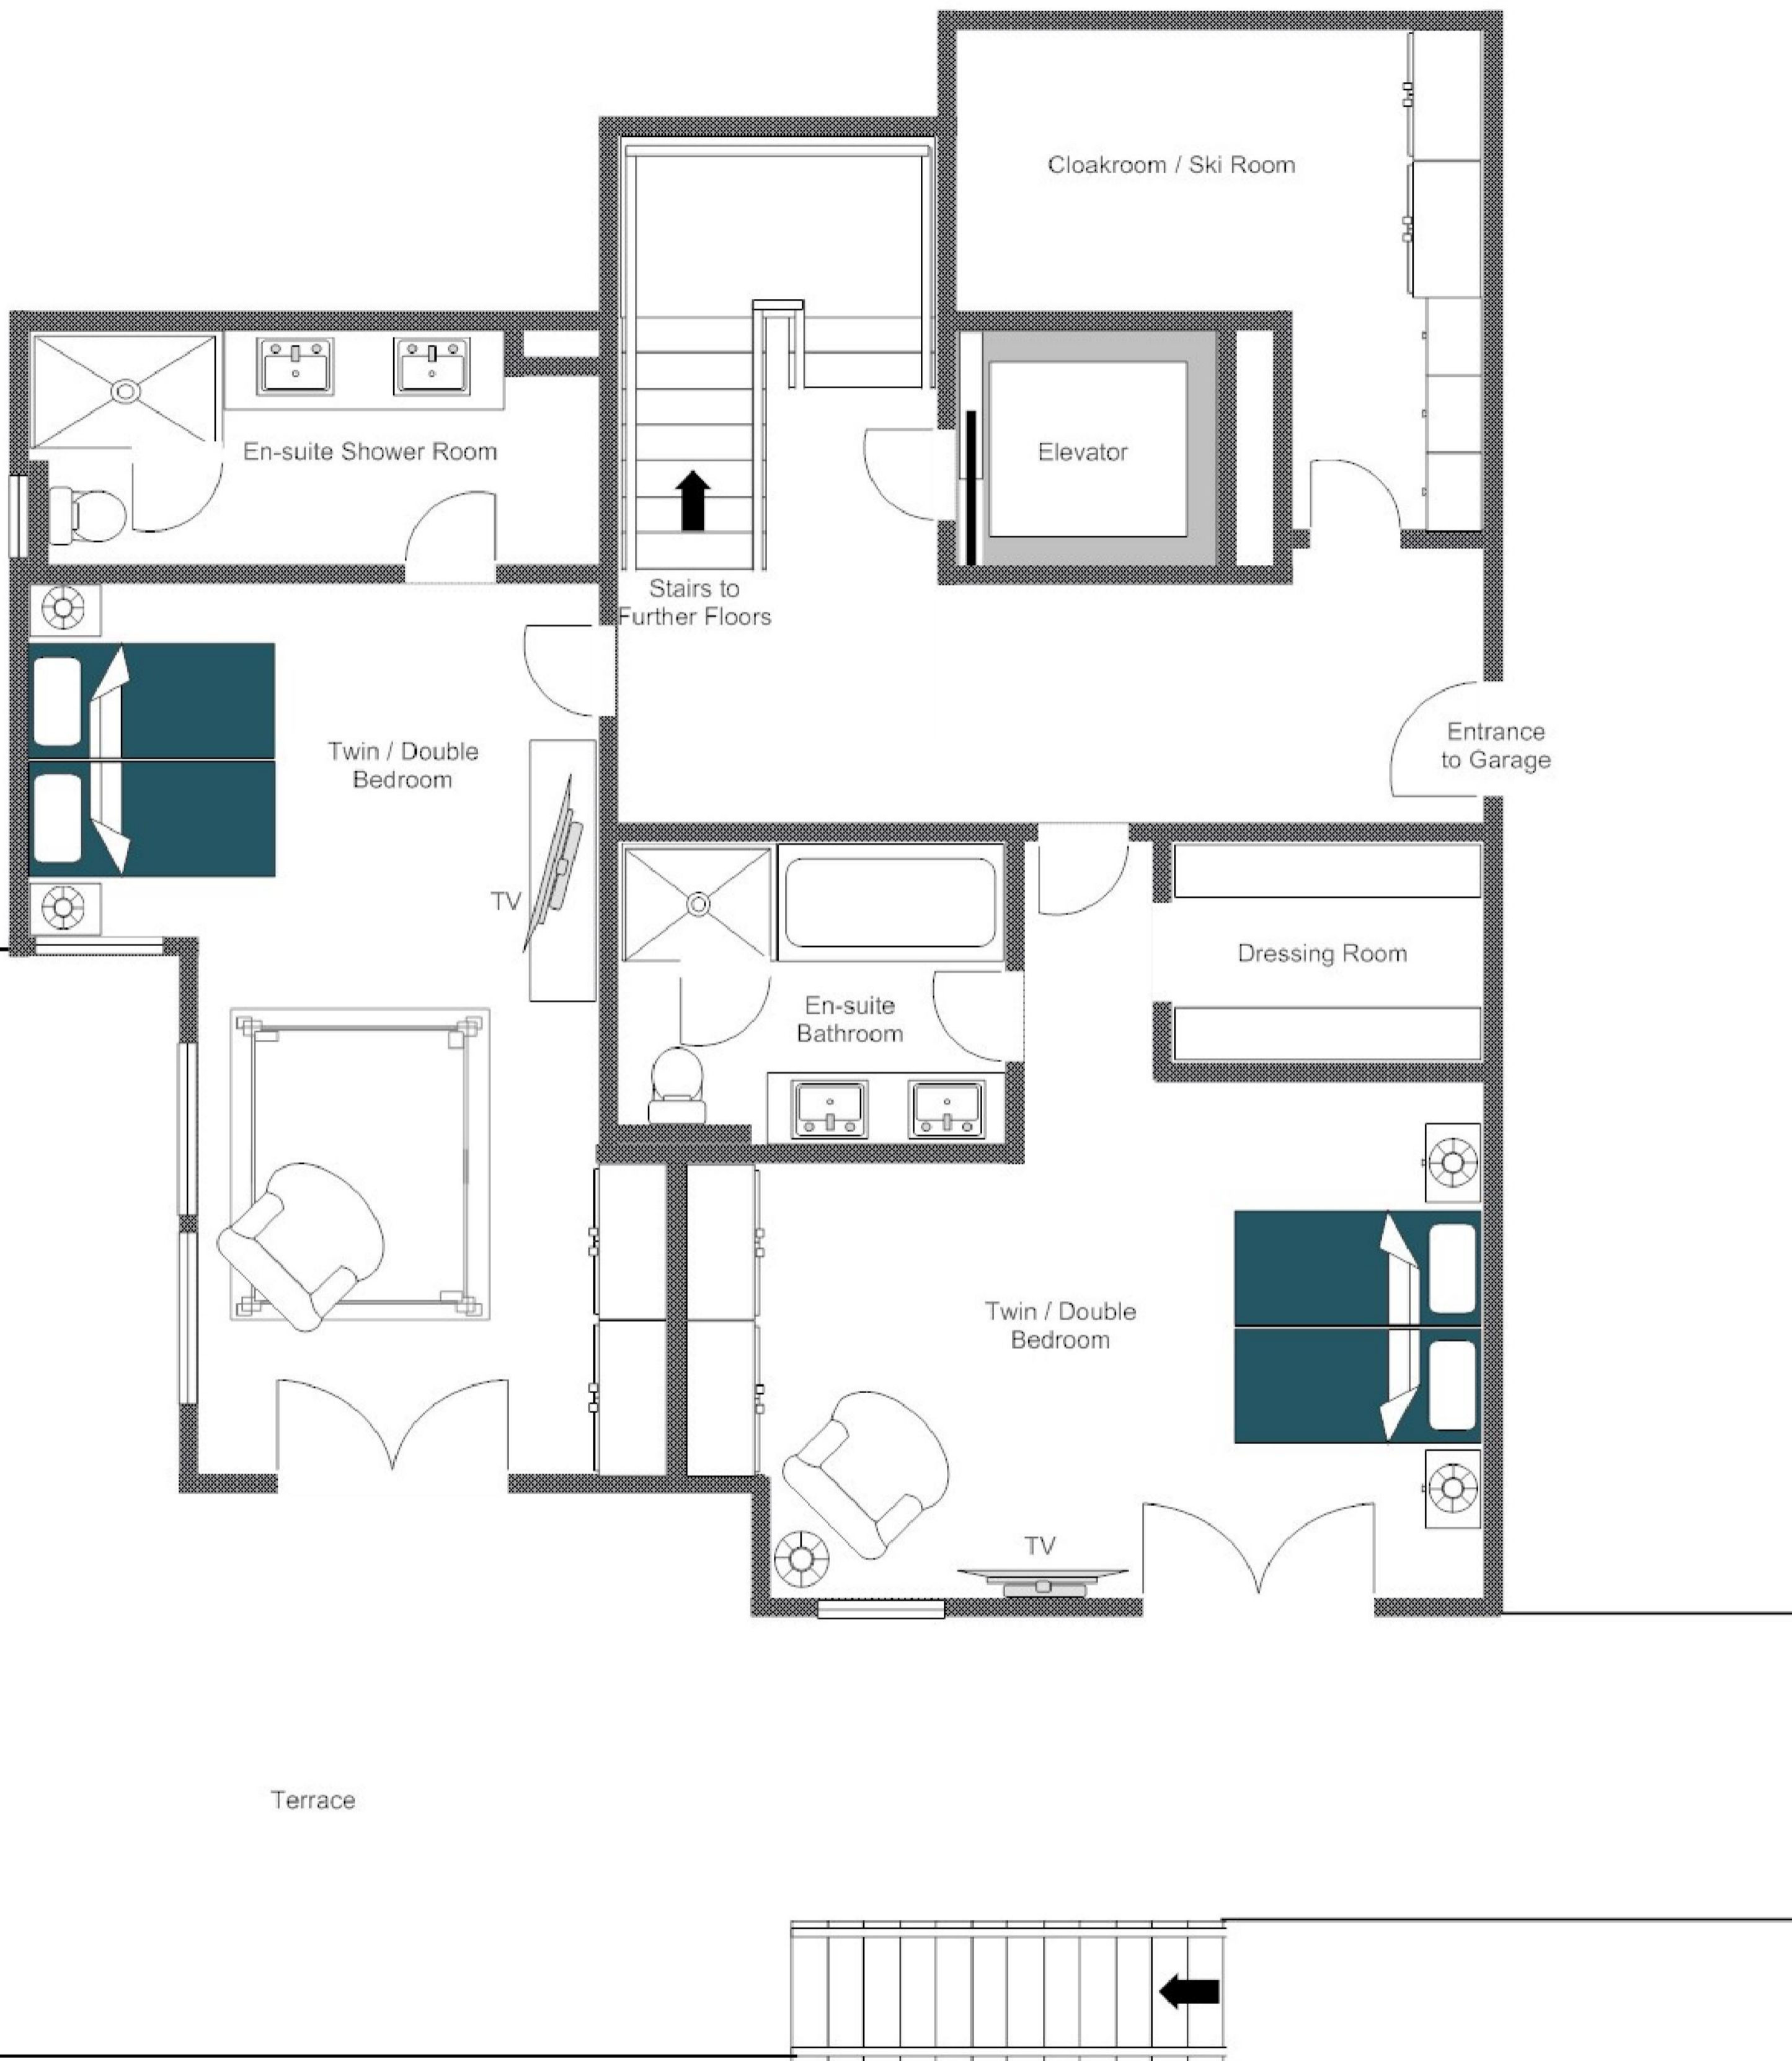 Cloakroom / Ski Room
En-suite Shower Room
Elevator
Stairs to
Further Floors
Entrance
to Garage
Twin / Double
Bedroom
TV
Dressing Room
En-suite
Bathroom
Twin / Double
Bedroom
TV
Terrace